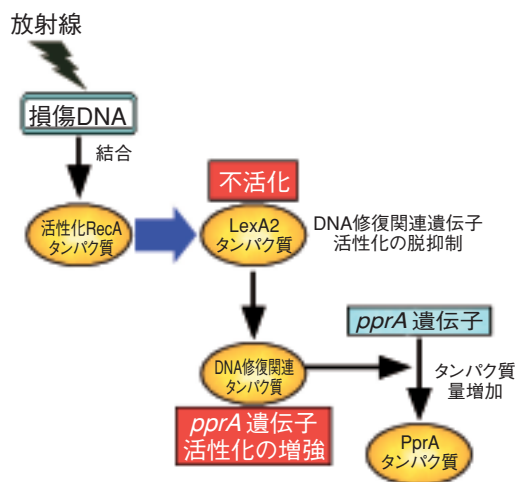 放射線
損傷DNA
結合
不活化
活性化RecA
タンパク質
LexA2
タンパク質
DNA修復関連遺伝子
活性化の脱抑制
pprA 遺伝子
DNA修復関連
タンパク質
タンパク質
量増加
pprA 遺伝子
活性化の増強
PprA
タンパク質